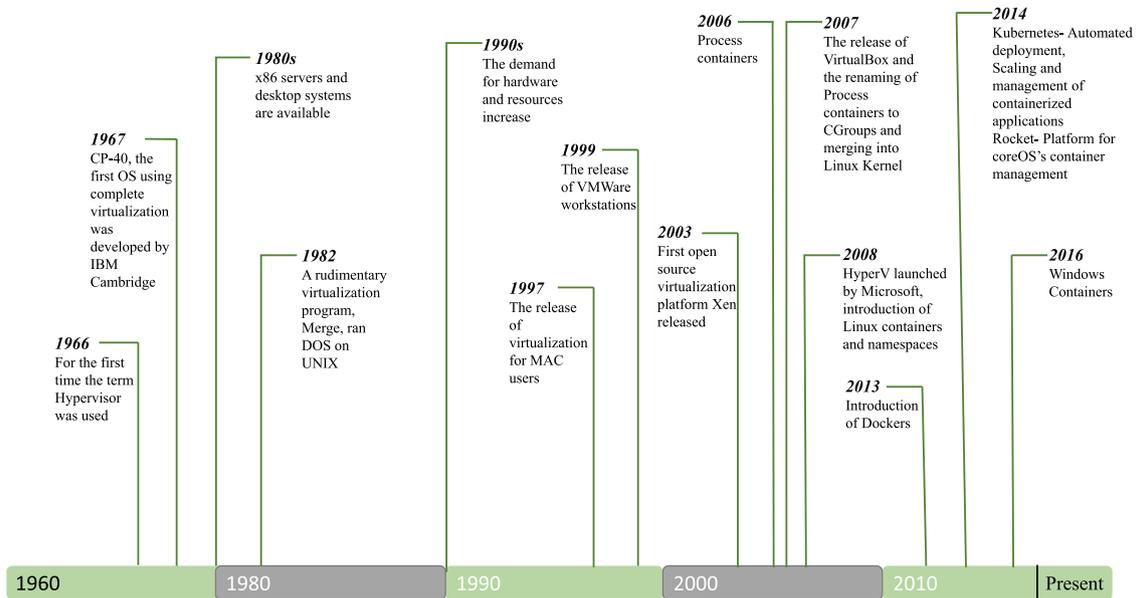 1966
For the first
time the term
Hypervisor
was used
1967
CP-40, the
first OS using
complete
virtualization
was
developed by
IBM
Cambridge
1980s
x86 servers and
desktop systems
are available
1982
A rudimentary
virtualization
program,
Merge, ran
DOS on
UNIX
1990s
The demand
for hardware
and resources
increase
1997
The release
of
virtualization
for MAC
users
1999
The release
of VMWare
workstations
2003
First open
source
virtualization
platform Xen
released
2006
Process
containers
2007
The release of
VirtualBox and
the renaming of
Process
containers to
CGroups and
merging into
Linux Kernel
2008
HyperV launched
by Microsoft,
introduction of
Linux containers
and namespaces
2013
Introduction
of Dockers
2014
Kubernetes- Automated
deployment,
Scaling and
management of
containerized
applications
Rocket- Platform for
coreOS's container
management
2016
Windows
Containers
1960
1980
1990
2000
2010
Present